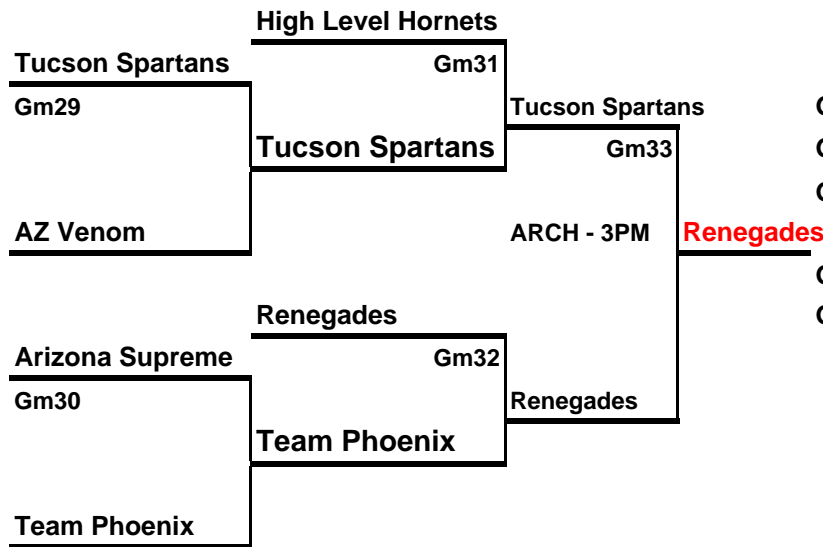 High Level Hornets
Tucson Spartans
Gm31
Gm29
Tucson Spartans
Tucson Spartans
Gm33
AZ Venom
ARCH - 3PM
Renegades
Renegades
Arizona Supreme
Gm32
Gm30
Renegades
Team Phoenix
Team Phoenix